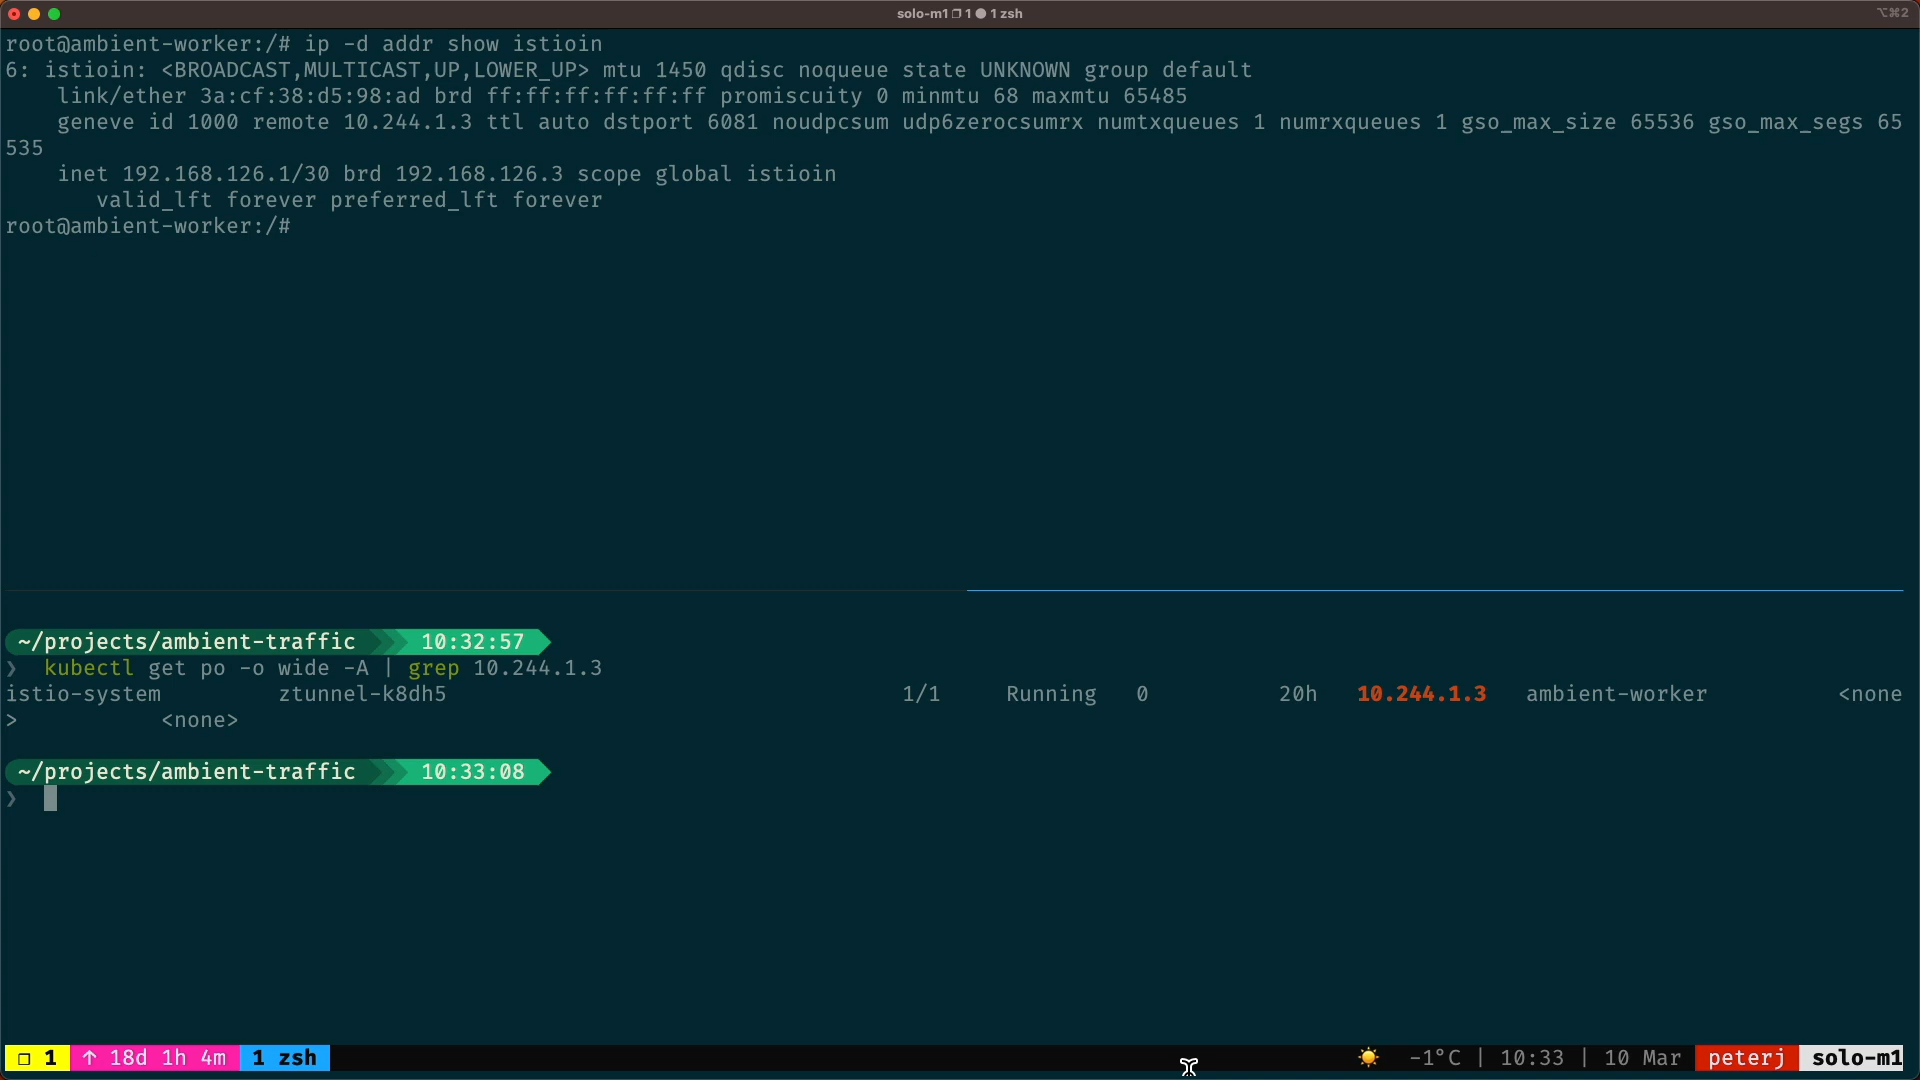 solo-m1 ❐ 1 ● 1 zsh
⌥⌘2
root@ambient-worker:/# ip -d addr show istioin
6: istioin: <BROADCAST,MULTICAST,UP,LOWER_UP> mtu 1450 qdisc noqueue state UNKNOWN group default
    link/ether 3a:cf:38:d5:98:ad brd ff:ff:ff:ff:ff:ff promiscuity 0 minmtu 68 maxmtu 65485
    geneve id 1000 remote 10.244.1.3 ttl auto dstport 6081 noudpcsum udp6zerocsumrx numtxqueues 1 numrxqueues 1 gso_max_size 65536 gso_max_segs 65
535
    inet 192.168.126.1/30 brd 192.168.126.3 scope global istioin
       valid_lft forever preferred_lft forever
root@ambient-worker:/#
~/projects/ambient-traffic 10:32:57
❯ kubectl get po -o wide -A | grep 10.244.1.3
istio-system         ztunnel-k8dh5         1/1     Running   0          20h   10.244.1.3   ambient-worker          <none
>           <none>
~/projects/ambient-traffic 10:33:08
❯
❐ 1 ↑ 18d 1h 4m 1 zsh ☀️ -1°C | 10:33 | 10 Mar peterj solo-m1